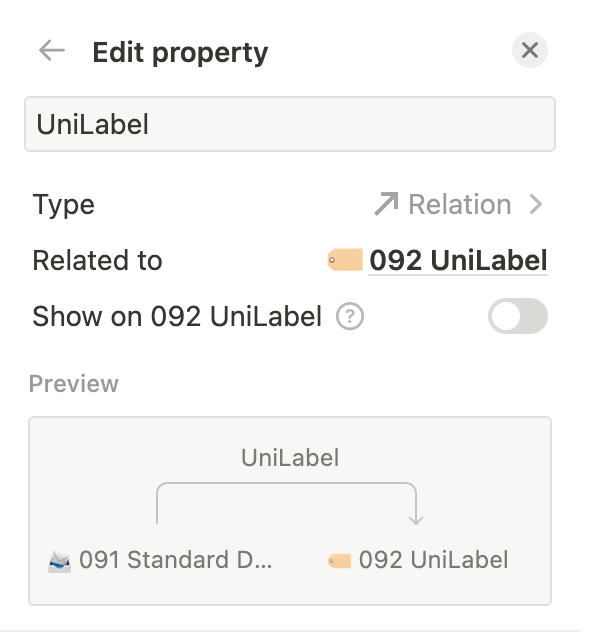 Edit property
UniLabel
Type Relation
Related to 092 UniLabel
Show on 092 UniLabel ?
Preview
UniLabel
091 Standard D... 092 UniLabel